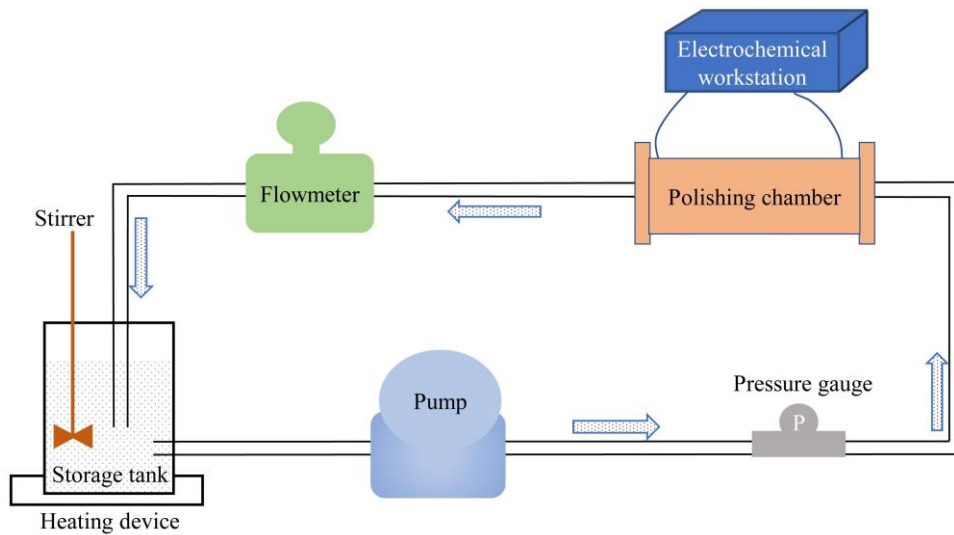 Electrochemical
workstation
Flowmeter
Polishing chamber
Stirrer
Pressure gauge
Pump
P
Storage tank
Heating device